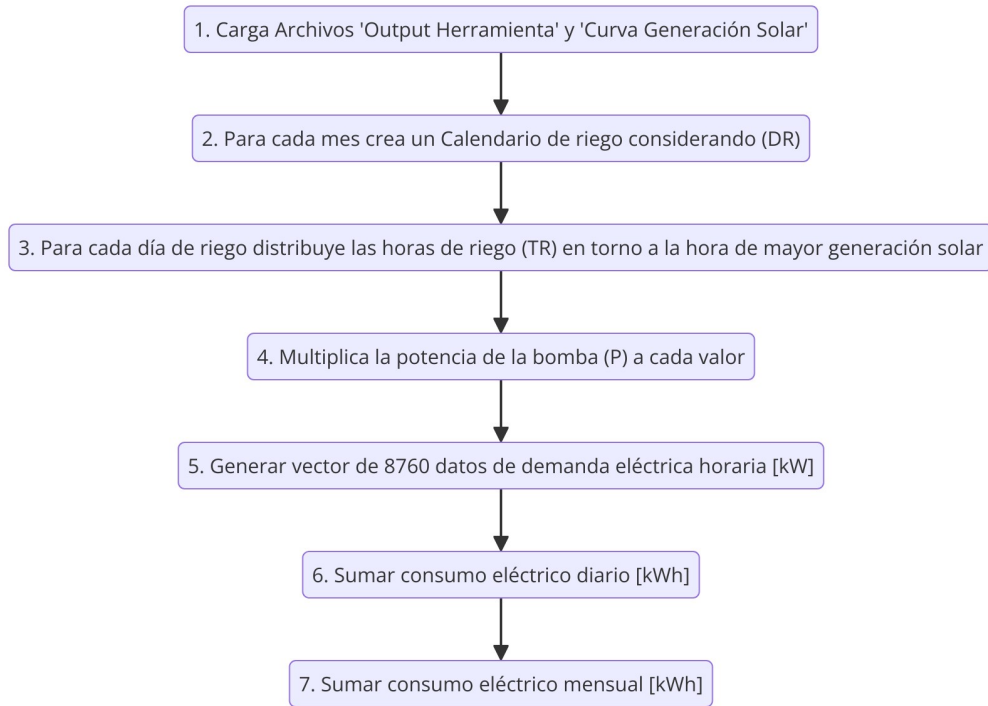 1. Carga Archivos 'Output Herramienta' y 'Curva Generación Solar'
2. Para cada mes crea un Calendario de riego considerando (DR)
3. Para cada día de riego distribuye las horas de riego (TR) en torno a la hora de mayor generación solar
4. Multiplica la potencia de la bomba (P) a cada valor
5. Generar vector de 8760 datos de demanda eléctrica horaria [kW]
6. Sumar consumo eléctrico diario [kWh]
7. Sumar consumo eléctrico mensual [kWh]